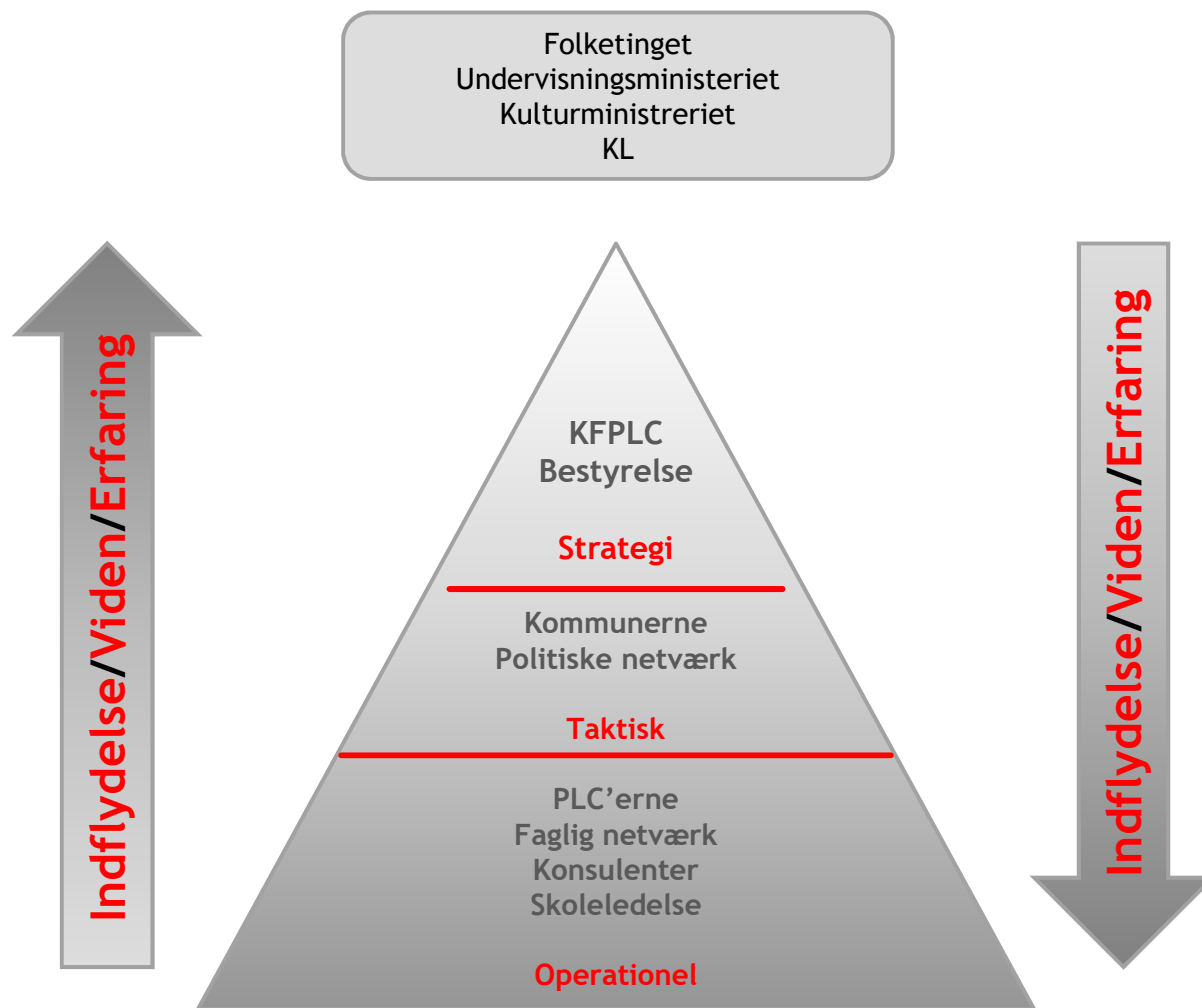 Folketinget
Undervisningsministeriet
Kulturministreriet
KL
Indflydelse/Viden/Erfaring
KFPLC
Bestyrelse
Strategi
Kommunerne
Politiske netværk
Taktisk
PLC’erne
Faglig netværk
Konsulenter
Skoleledelse
Operationel
Indflydelse/Viden/Erfaring